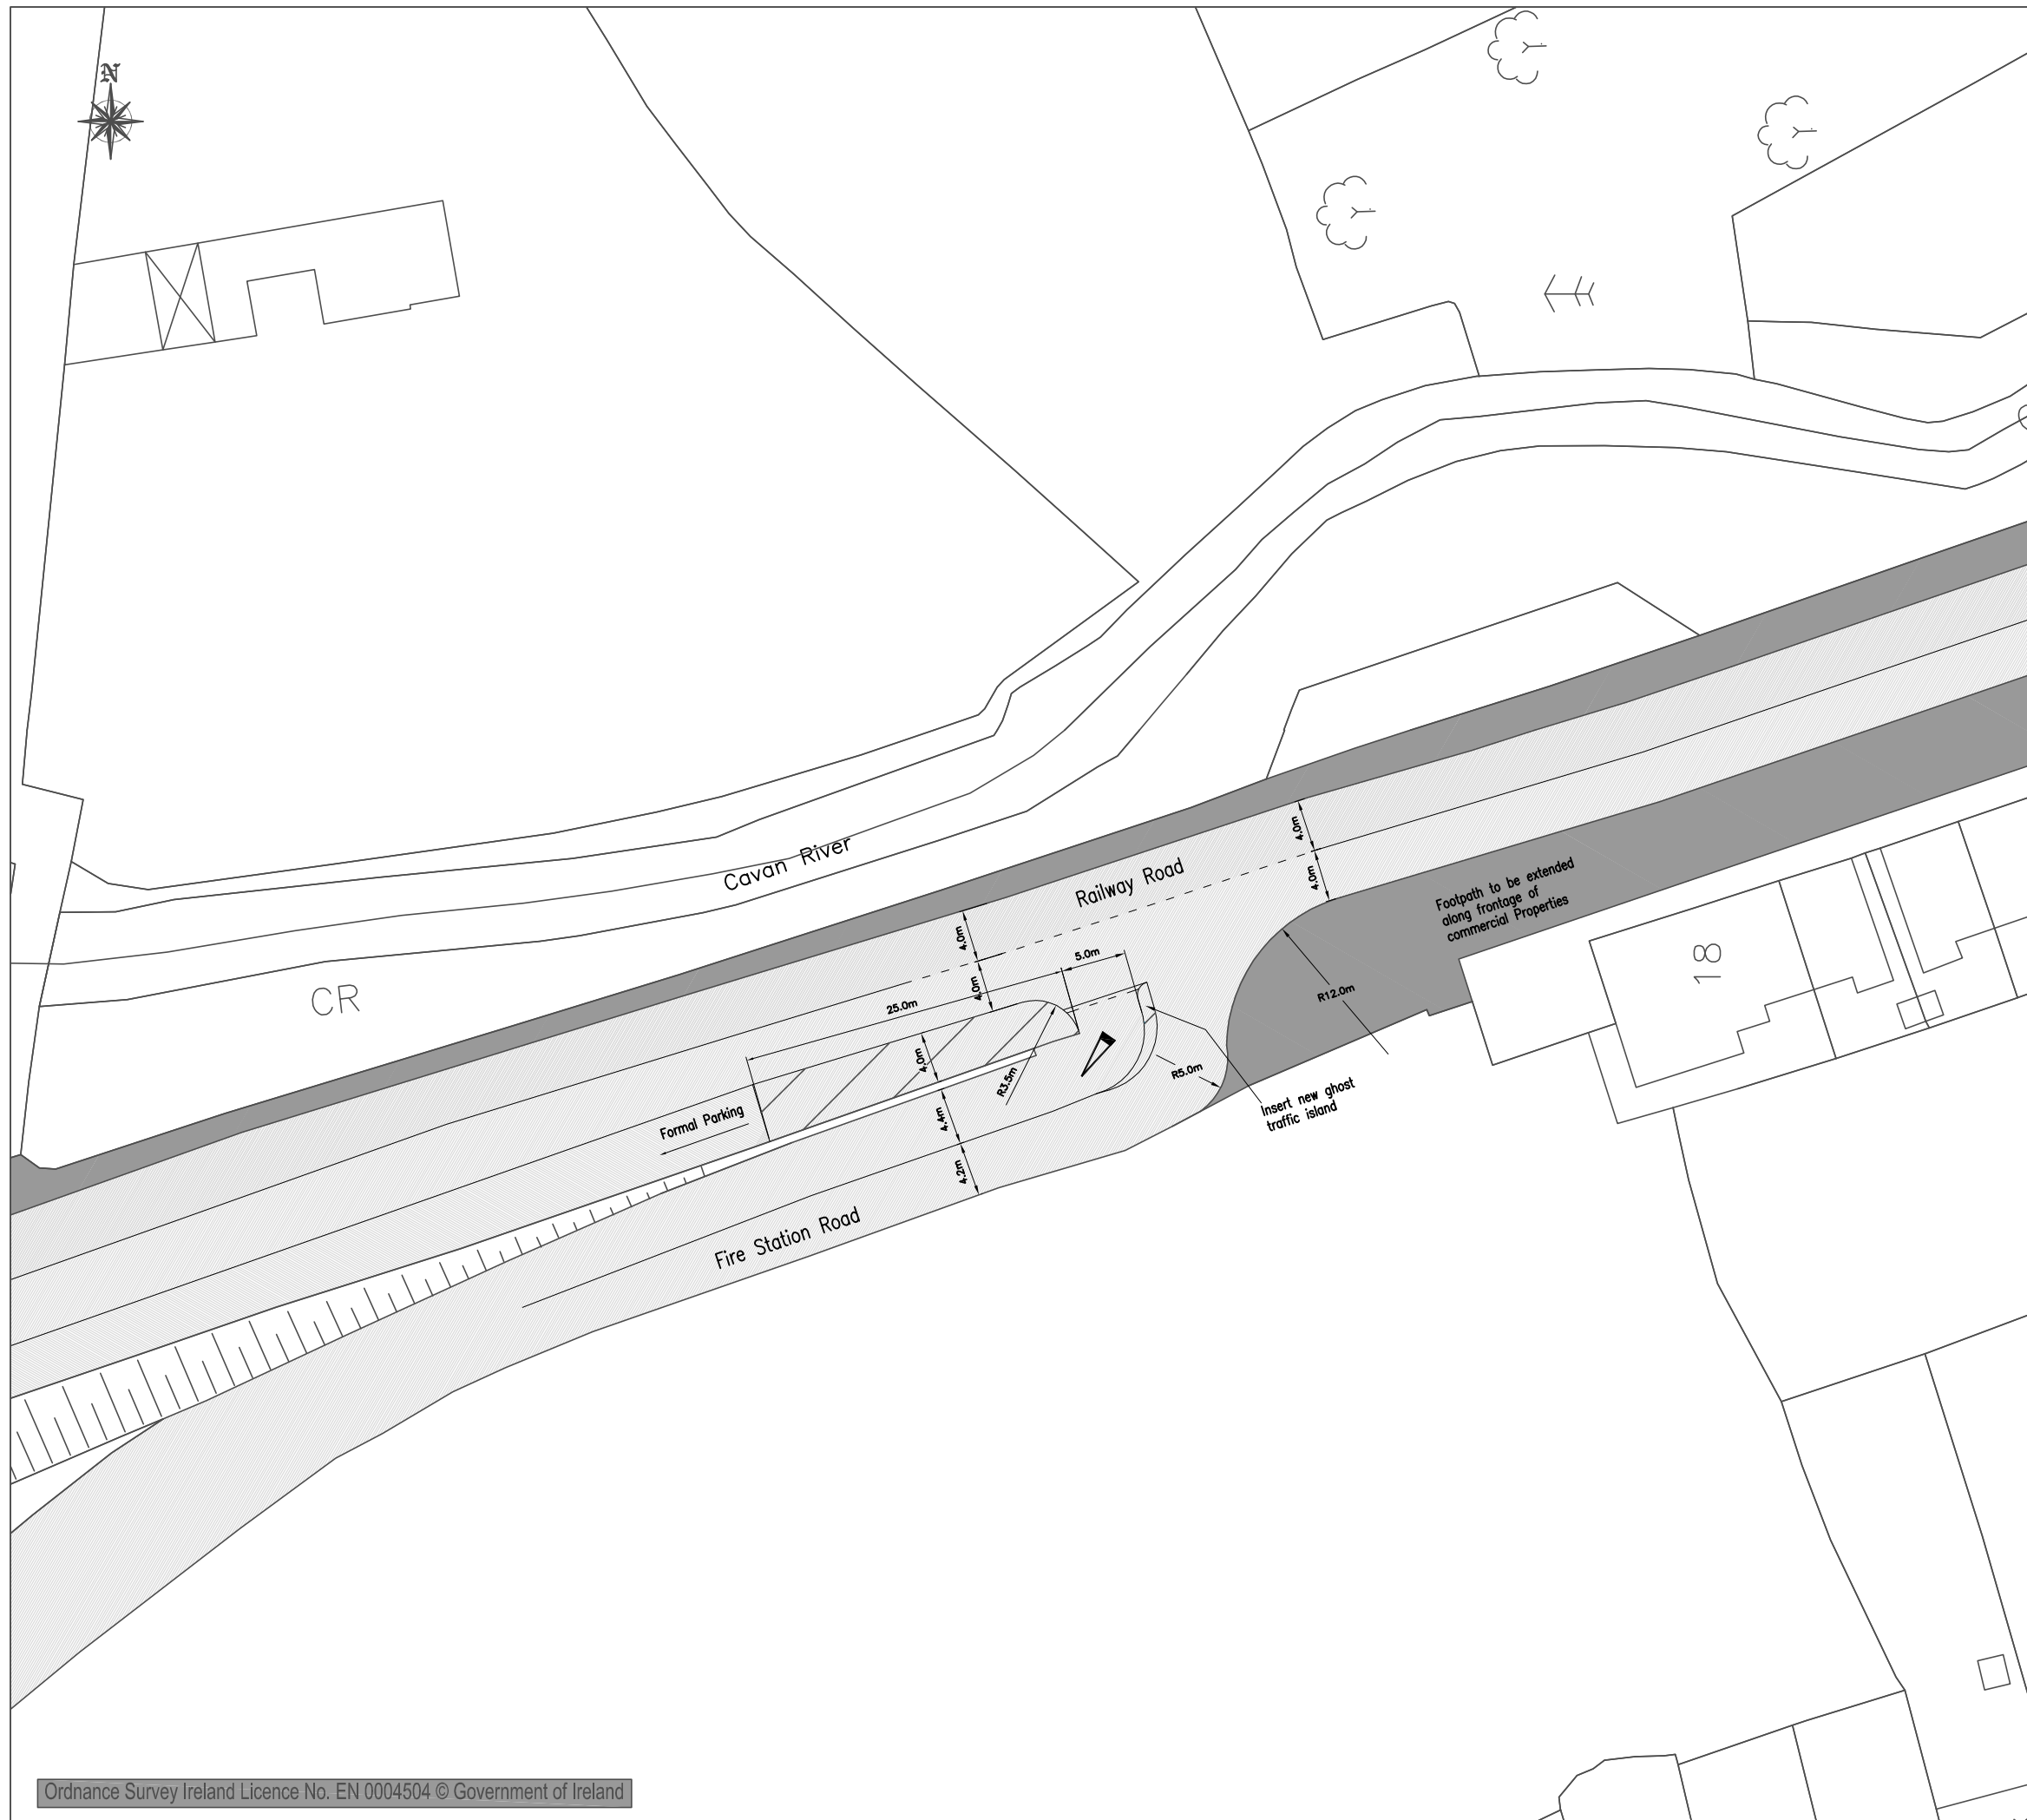 N
Cavan River
CR
Railway Road
4.0m
4.0m
4.0m
4.0m
5.0m
25.0m
4.0m
R3.5m
4.4m
4.2m
R5.0m
R12.0m
Footpath to be extended
along frontage of
commercial Properties
18
Insert new ghost
traffic island
Formal Parking
Fire Station Road
Ordnance Survey Ireland Licence No. EN 0004504 © Government of Ireland